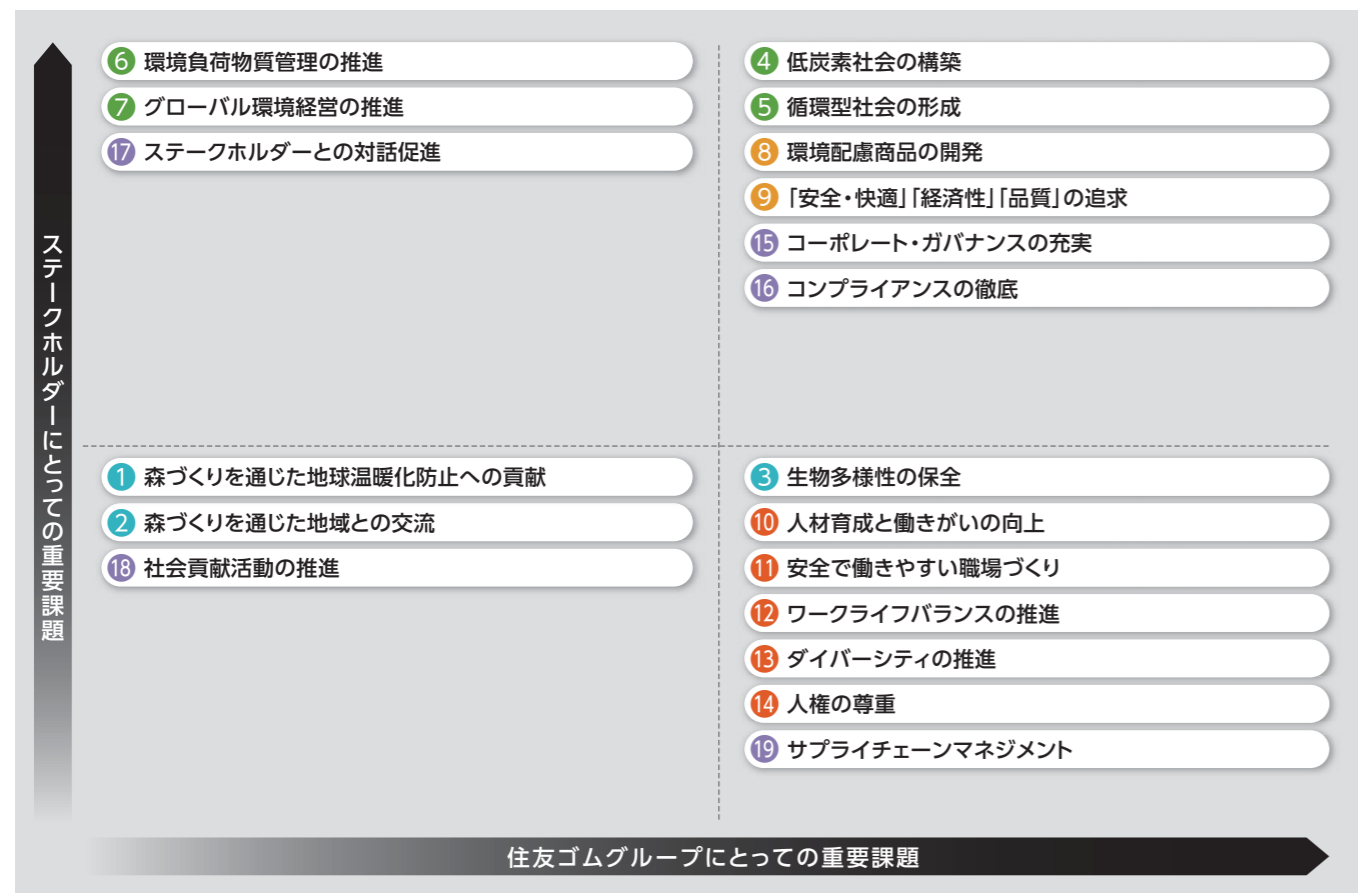 ステークホルダーにとっての重要課題
6 環境負荷物質管理の推進
7 グローバル環境経営の推進
17 ステークホルダーとの対話促進
4 低炭素社会の構築
5 循環型社会の形成
8 環境配慮商品の開発
9 「安全・快適」「経済性」「品質」の追求
15 コーポレート・ガバナンスの充実
16 コンプライアンスの徹底
1 森づくりを通じた地球温暖化防止への貢献
2 森づくりを通じた地域との交流
18 社会貢献活動の推進
3 生物多様性の保全
10 人材育成と働きがいの向上
11 安全で働きやすい職場づくり
12 ワークライフバランスの推進
13 ダイバーシティの推進
14 人権の尊重
19 サプライチェーンマネジメント
住友ゴムグループにとっての重要課題